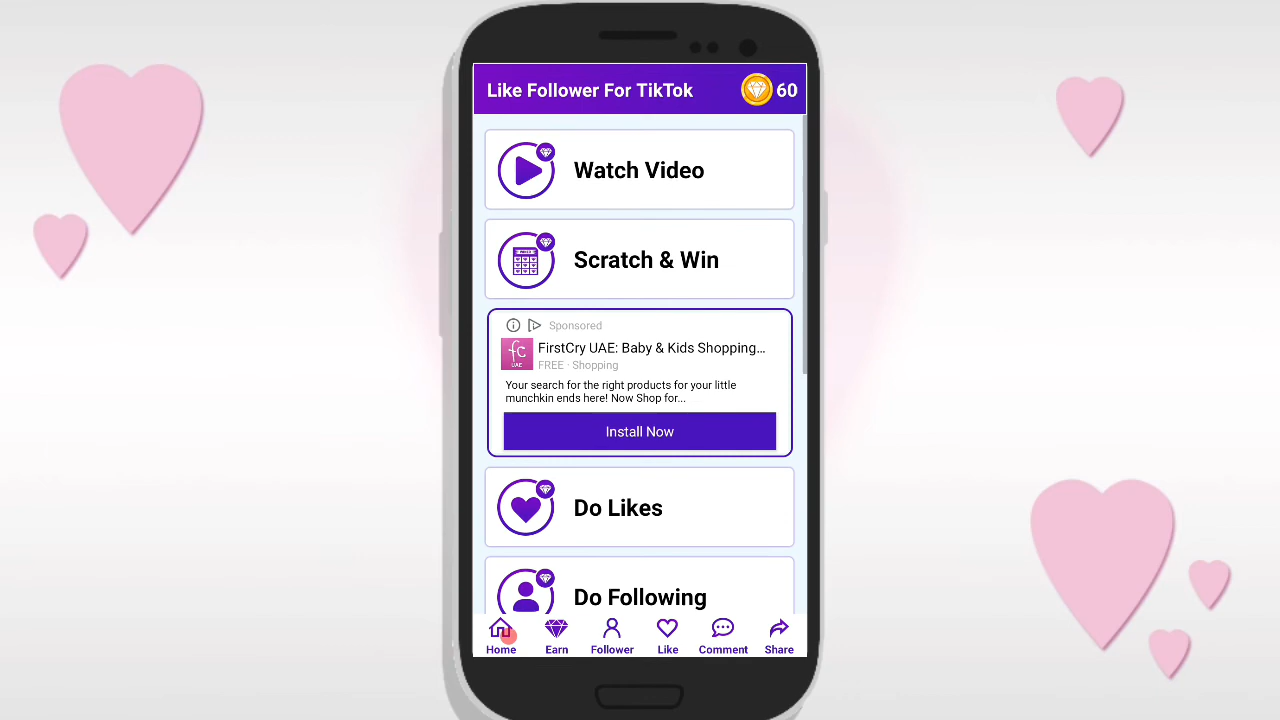 Like Follower For TikTok
60
Watch Video
Scratch & Win
Sponsored
fc
UAE
FirstCry UAE: Baby & Kids Shopping...
FREE · Shopping
Your search for the right products for your little
munchkin ends here! Now Shop for...
Install Now
Do Likes
Do Following
Home Earn Follower Like Comment Share